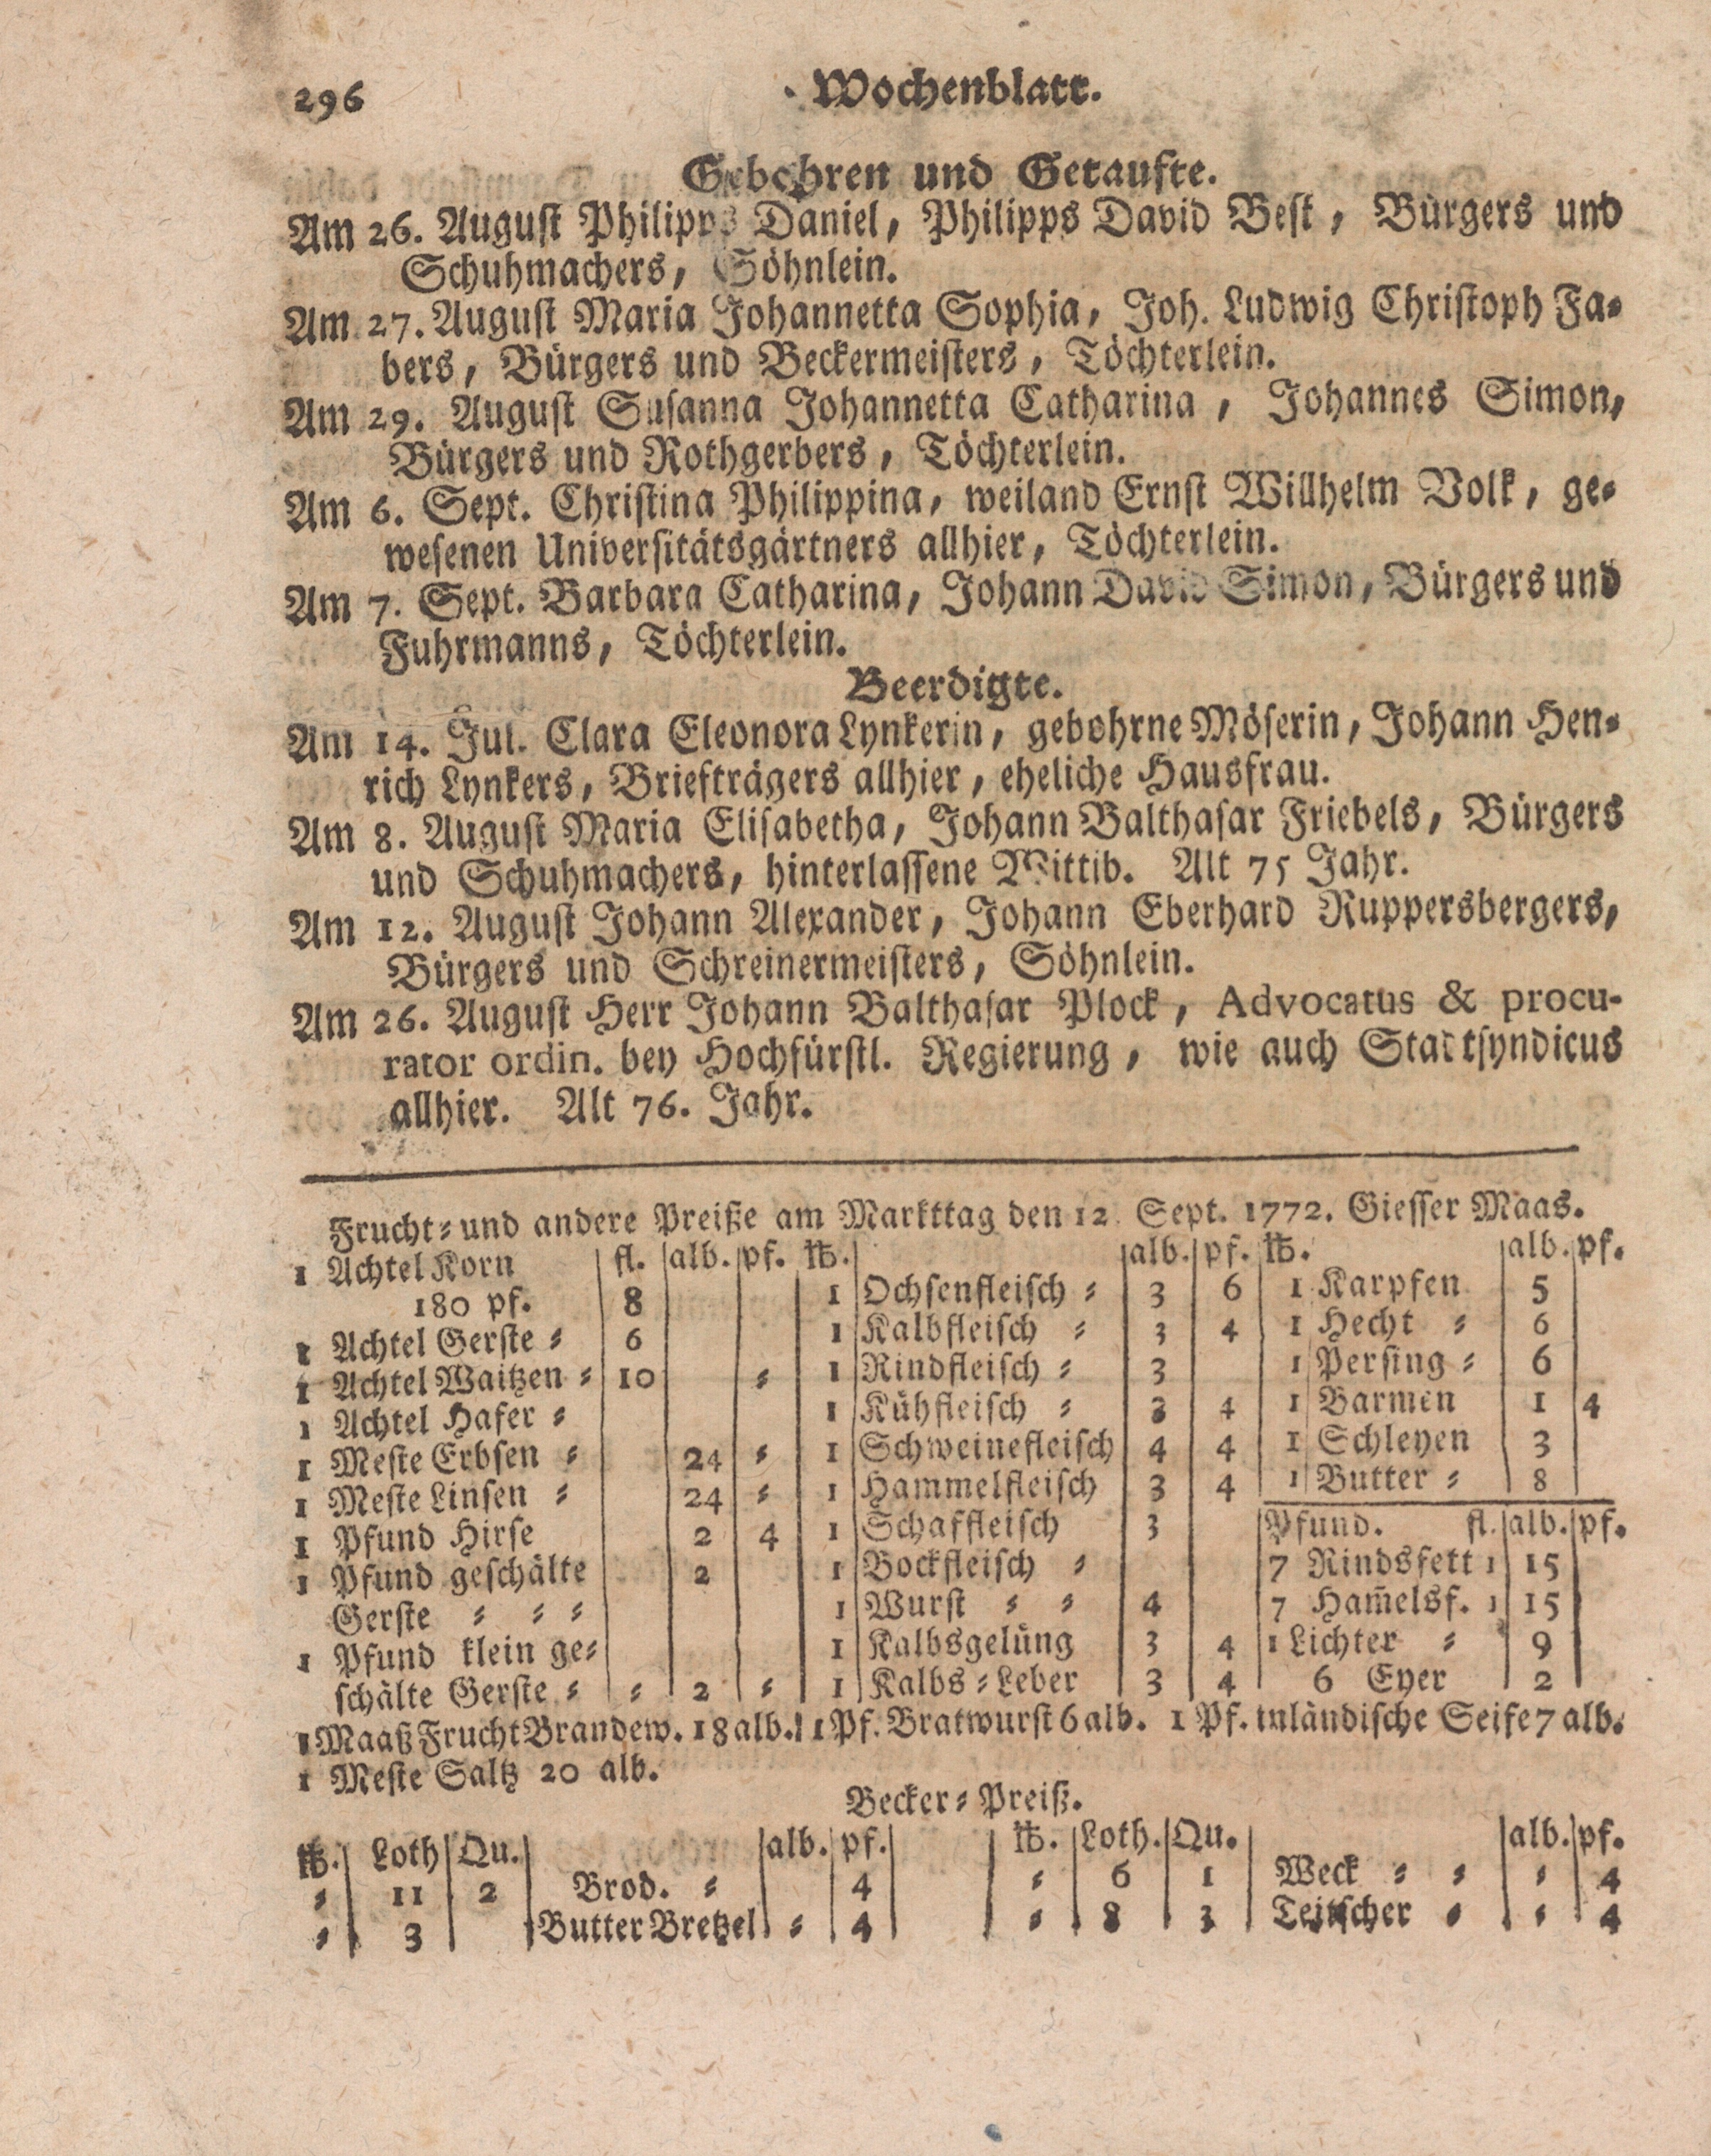 296 Wochenblatt.
Gebohren und Getaufte.
Am 26. August Philipps Daniel, Philipps David Best, Bürgers und
Schuhmachers, Söhnlein.
Am 27. August Maria Johannetta Sophia, Joh. Ludwig Christoph Fa-
bers, Bürgers und Beckermeisters, Töchterlein.
Am 29. August Susanna Johannetta Catharina, Johannes Simon,
Bürgers und Rothgerbers, Töchterlein.
Am 6. Sept. Christina Philippina, weiland Ernst Willhelm Volk, ge-
wesenen Universitätsgärtners allhier, Töchterlein.
Am 7. Sept. Barbara Catharina, Johann David Simon, Bürgers und
Fuhrmanns, Töchterlein.
Beerdigte.
Am 14. Jul. Clara Eleonora Lynkerin, gebohrne Möserin, Johann Hen-
rich Lynkers, Briefträgers allhier, eheliche Hausfrau.
Am 8. August Maria Elisabetha, Johann Balthasar Friebels, Bürgers
und Schuhmachers, hinterlassene Wittib. Alt 75 Jahr.
Am 12. August Johann Alexander, Johann Eberhard Ruppersbergers,
Bürgers und Schreinermeisters, Söhnlein.
Am 26. August Herr Johann Balthasar Plock, Advocatus & procu-
rator ordin. bey Hochfürstl. Regierung, wie auch Stadtsyndicus
allhier. Alt 76. Jahr.
Frucht- und andere Preiße am Markttag den 12 Sept. 1772. Giesser Maas.
1 Achtel Korn fl. alb. pf.
180 pf. 8
1 Achtel Gerste - 6
1 Achtel Waitzen - 10 -
1 Achtel Hafer -
1 Meste Erbsen - 24 -
1 Meste Linsen - 24 -
1 Pfund Hirse 2 4
1 Pfund geschälte 2
Gerste - - -
1 Pfund klein ge-
schälte Gerste - - 2 -
℔. alb. pf.
1 Ochsenfleisch - 3 6
1 Kalbfleisch - 3 4
1 Rindfleisch - 3
1 Kühfleisch - 4
1 Schweinefleisch 4 4
1 Hammelfleisch 3 4
1 Schaffleisch 3
1 Bockfleisch -
1 Wurst - - 4
1 Kalbsgelüng 3 4
1 Kalbs-Leber 3 4
℔. alb. pf.
1 Karpfen 5
1 Hecht - 6
1 Persing - 6
1 Barmen 1 4
1 Schleyen 3
1 Butter - 8
Pfund. fl. alb. pf.
7 Rindsfett 1 15
7 Ham̄elsf. 1 15
1 Lichter - 9
6 Eyer 2
1 Maaß Frucht Brandew. 18 alb. 1 Pf. Bratwurst 6 alb. 1 Pf. inländische Seife 7 alb.
1 Meste Saltz 20 alb.
Becker-Preiß.
℔. Loth Qu. alb. pf. ℔. Loth. Qu. alb. pf.
- 11 2 Brod. - 4 - 6 1 Weck - - - 4
- 3 Butter Bretzel - 4 - 8 3 - - 4